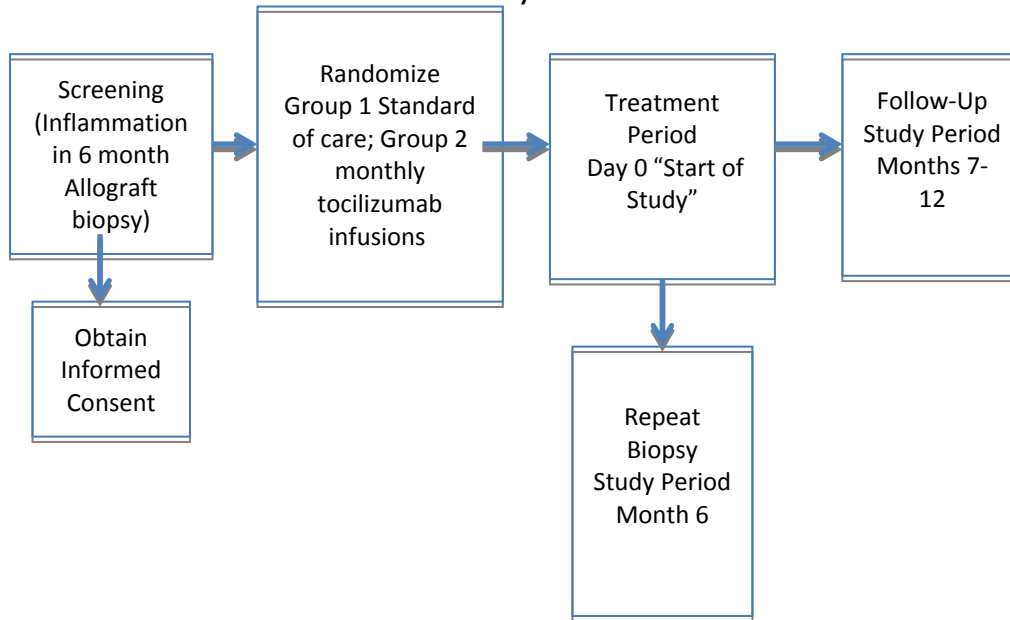 Screening
(Inflammation
in 6 month
Allograft
biopsy)
Obtain
Informed
Consent
Randomize
Group 1 Standard
of care; Group 2
monthly
tocilizumab
infusions
Treatment
Period
Day 0 “Start of
Study”
Repeat
Biopsy
Study Period
Month 6
Follow-Up
Study Period
Months 7-
12